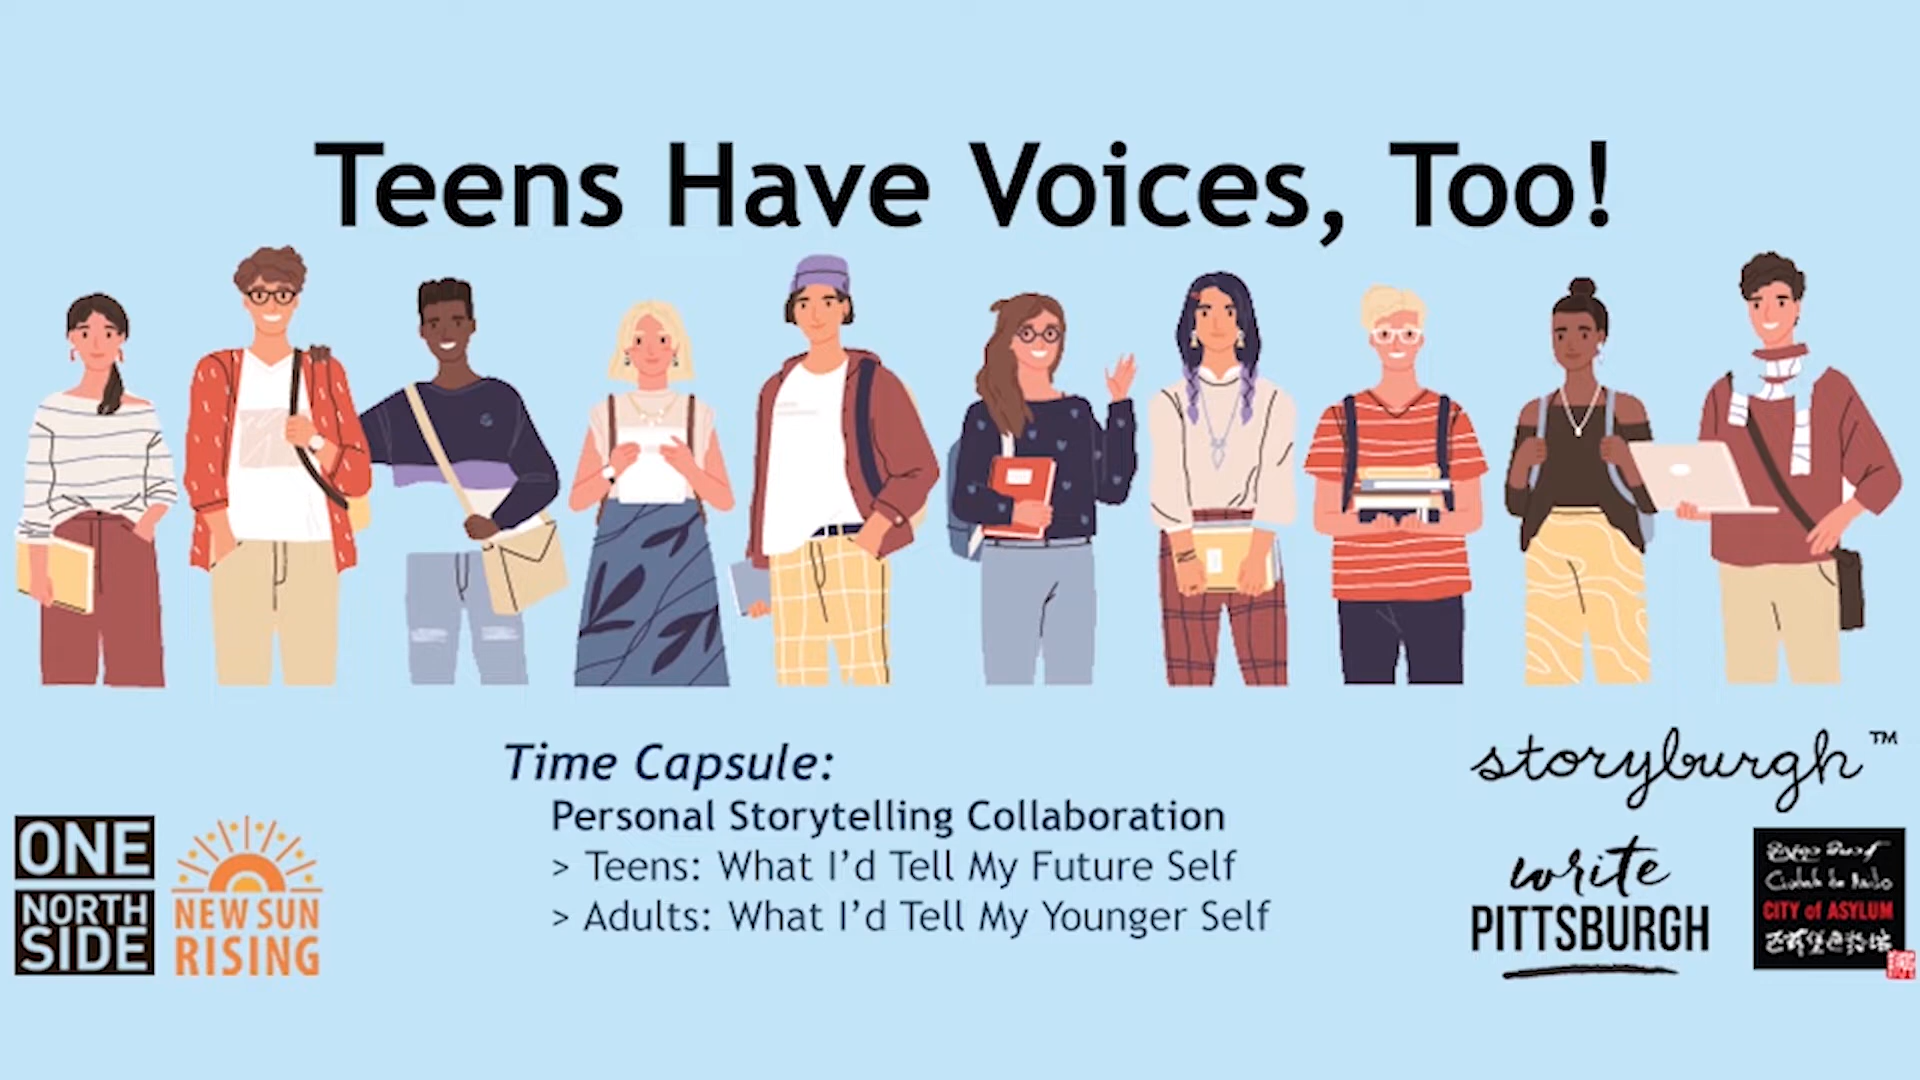 Teens Have Voices, Too!
Time Capsule:
Personal Storytelling Collaboration
> Teens: What I'd Tell My Future Self
> Adults: What I'd Tell My Younger Self
ONE
NORTH
SIDE
NEW SUN
RISING
storyburgh™
write
PITTSBURGH
CITY of ASYLUM